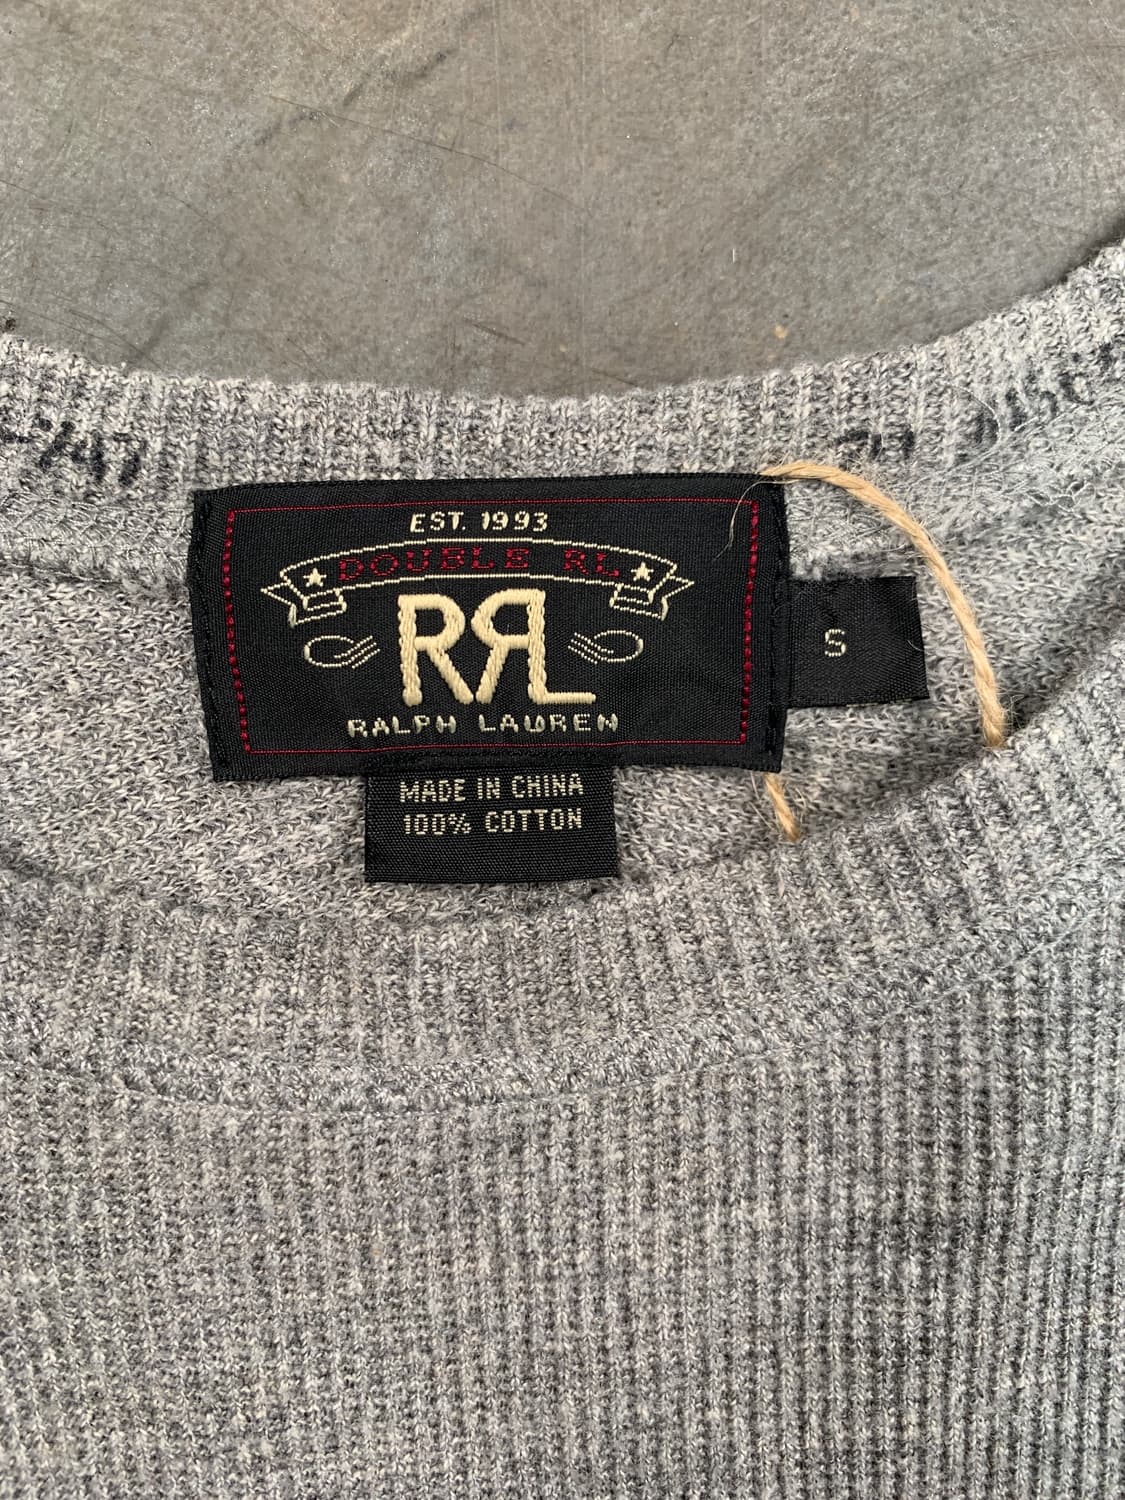 EST. 1993
DOUBLE RL
RRL
RALPH LAUREN
S
MADE IN CHINA
100% COTTON